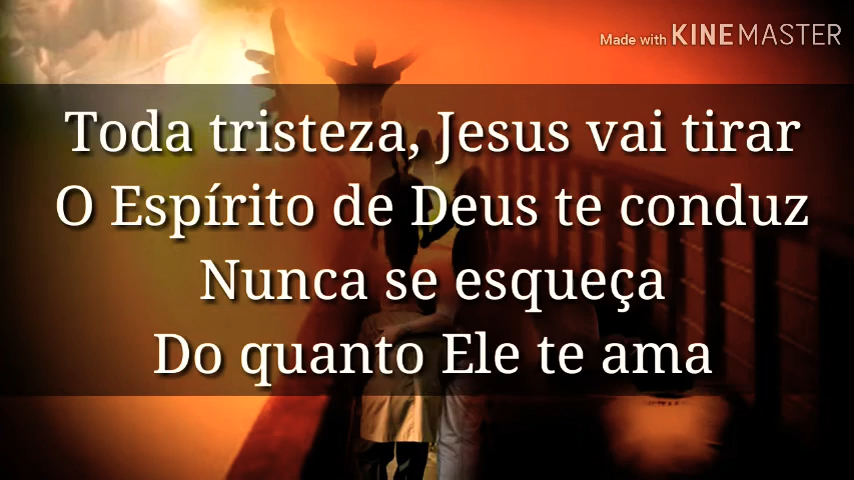 Made with KINEMASTER
Toda tristeza, Jesus vai tirar
O Espírito de Deus te conduz
Nunca se esqueça
Do quanto Ele te ama